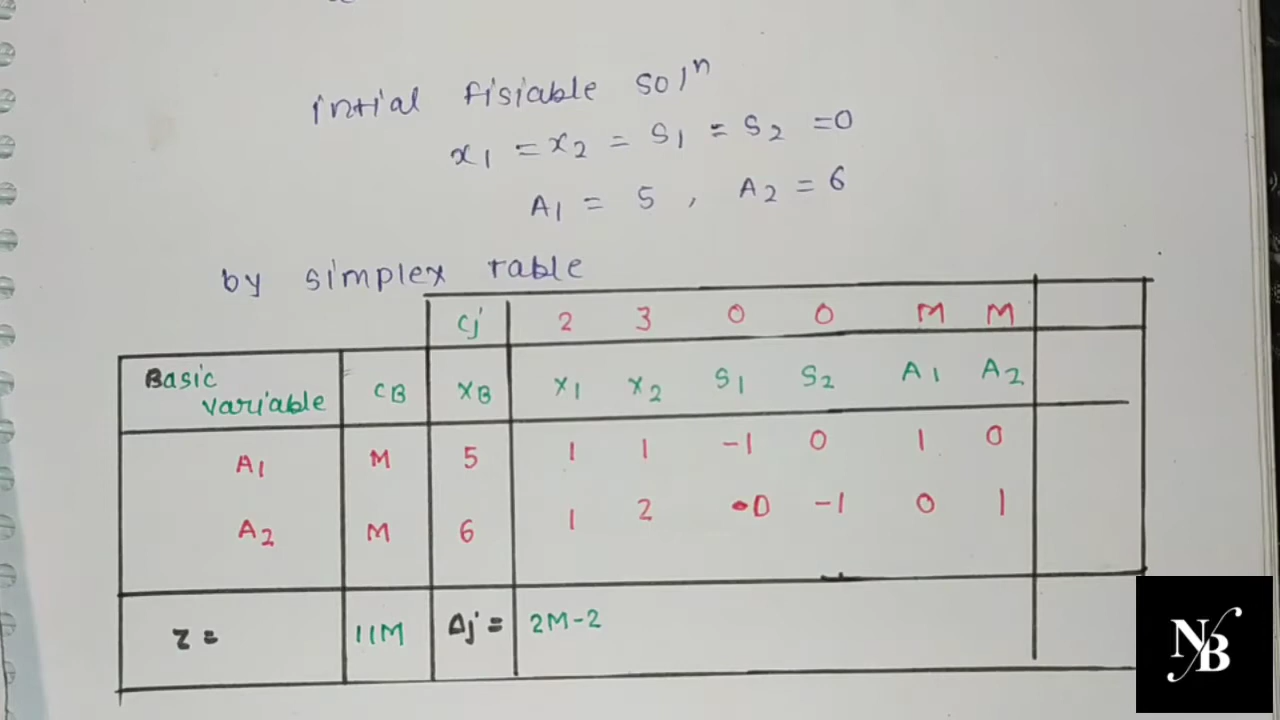 intial fisiable solⁿ
x₁ = x₂ = S₁ = S₂ = 0
A₁ = 5 , A₂ = 6
by simplex table
Cj 2 3 0 0 M M
Basic variable CB XB X₁ X₂ S₁ S₂ A₁ A₂
A₁ M 5 1 1 -1 0 1 0
A₂ M 6 1 2 0 -1 0 1
Z = 11M Δj = 2M-2
NB